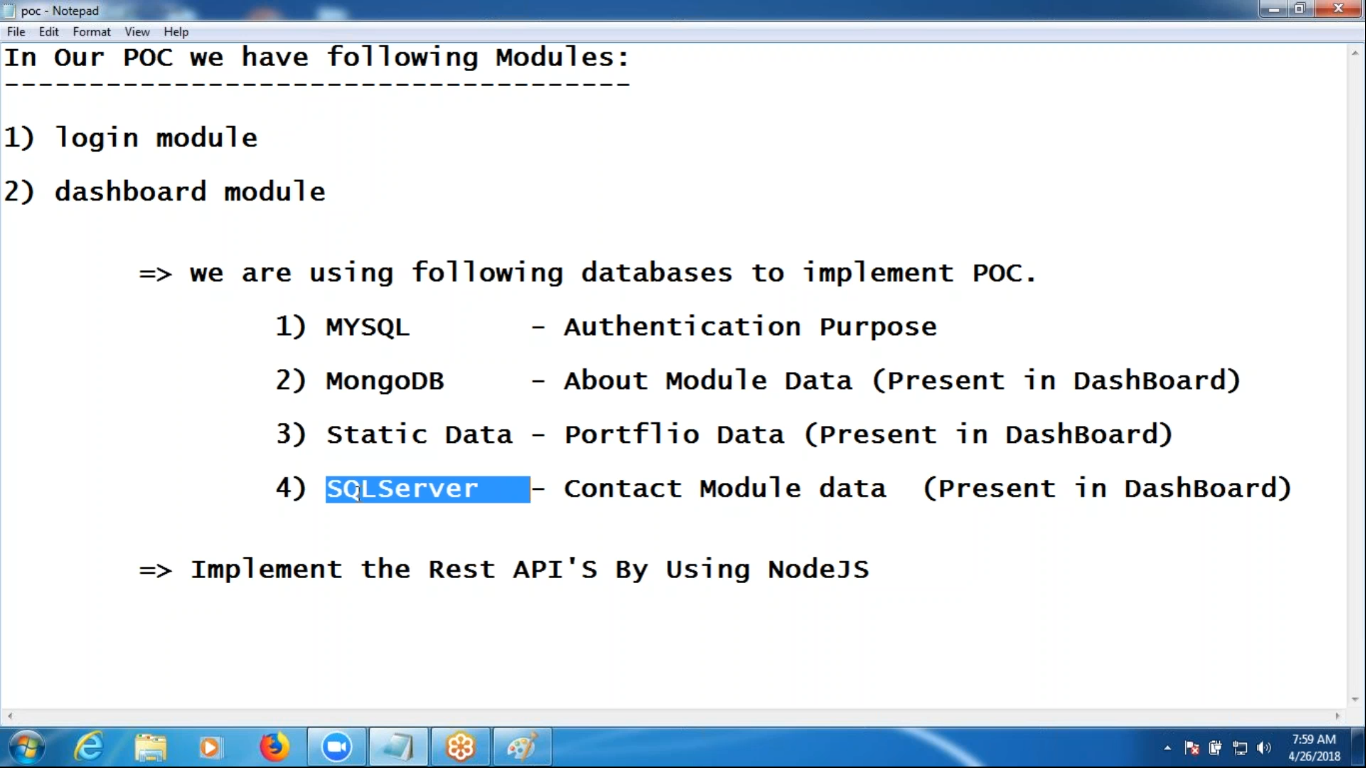 poc - Notepad
File Edit Format View Help
In Our POC we have following Modules:
-------------------------------------
1) login module
2) dashboard module
=> we are using following databases to implement POC.
1) MYSQL - Authentication Purpose
2) MongoDB - About Module Data (Present in DashBoard)
3) Static Data - Portflio Data (Present in DashBoard)
4) SQLServer - Contact Module data (Present in DashBoard)
=> Implement the Rest API'S By Using NodeJS
7:59 AM
4/26/2018